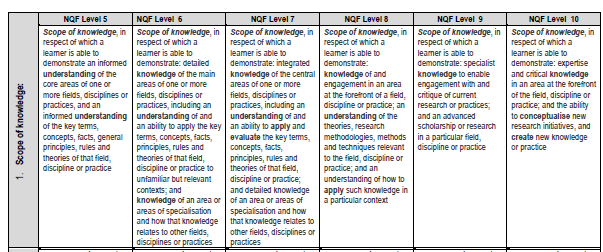 NQF Level 5
NQF Level 6
NQF Level 7
NQF Level 8
NQF Level 9
NQF Level 10
1. Scope of knowledge:
Scope of knowledge, in
respect of which a
learner is able to
demonstrate an informed
understanding of the
core areas of one or
more fields, disciplines or
practices, and an
informed understanding
of the key terms,
concepts, facts, general
principles, rules and
theories of that field,
discipline or practice
Scope of knowledge, in
respect of which a
learner is able to
demonstrate: detailed
knowledge of the main
areas of one or more
fields, disciplines or
practices, including an
understanding of and
an ability to apply the key
terms, concepts, facts,
principles, rules and
theories of that field,
discipline or practice to
unfamiliar but relevant
contexts; and
knowledge of an area or
areas of specialisation
and how that knowledge
relates to other fields,
disciplines or practices
Scope of knowledge, in
respect of which a
learner is able to
demonstrate: integrated
knowledge of the central
areas of one or more
fields, disciplines or
practices, including an
understanding of and
an ability to apply and
evaluate the key terms,
concepts, facts,
principles, rules and
theories of that field,
discipline or practice;
and detailed knowledge
of an area or areas of
specialisation and how
that knowledge relates to
other fields, disciplines or
practices
Scope of knowledge, in
respect of which a
learner is able to
demonstrate:
knowledge of and
engagement in an area
at the forefront of a field,
discipline or practice; an
understanding of the
theories, research
methodologies, methods
and techniques relevant
to the field, discipline or
practice; and an
understanding of how to
apply such knowledge in
a particular context
Scope of knowledge, in
respect of which a
learner is able to
demonstrate: specialist
knowledge to enable
engagement with and
critique of current
research or practices;
and an advanced
scholarship or research
in a particular field,
discipline or practice
Scope of knowledge, in
respect of which a
learner is able to
demonstrate: expertise
and critical knowledge
in an area at the forefront
of the field, discipline or
practice; and the ability
to conceptualise new
research initiatives, and
create new knowledge
or practice